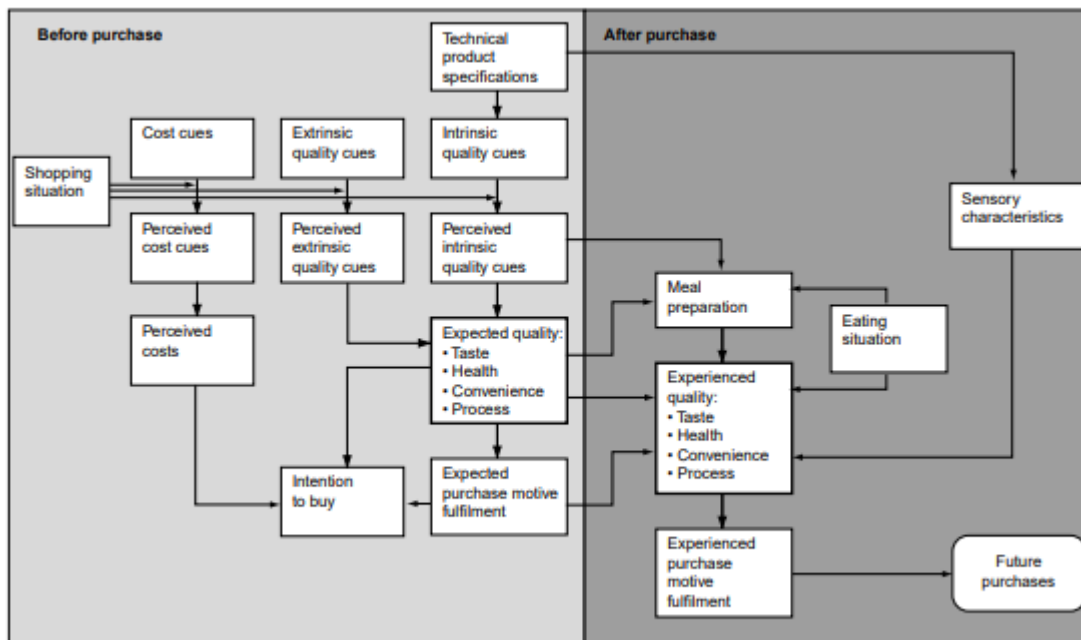 Before purchase
After purchase
Technical
product
specifications
Cost cues
Extrinsic
quality cues
Intrinsic
quality cues
Shopping
situation
Sensory
characteristics
Perceived
cost cues
Perceived
extrinsic
quality cues
Perceived
intrinsic
quality cues
Meal
preparation
Eating
situation
Perceived
costs
Expected quality:
• Taste
• Health
• Convenience
• Process
Experienced
quality:
• Taste
• Health
• Convenience
• Process
Intention
to buy
Expected
purchase motive
fulfilment
Experienced
purchase
motive
fulfilment
Future
purchases